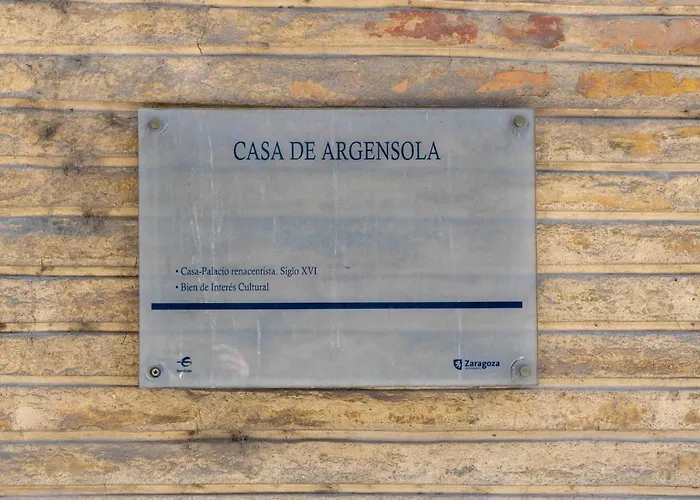 CASA DE ARGENSOLA
• Casa-Palacio renacentista. Siglo XVI
• Bien de Interés Cultural
Zaragoza